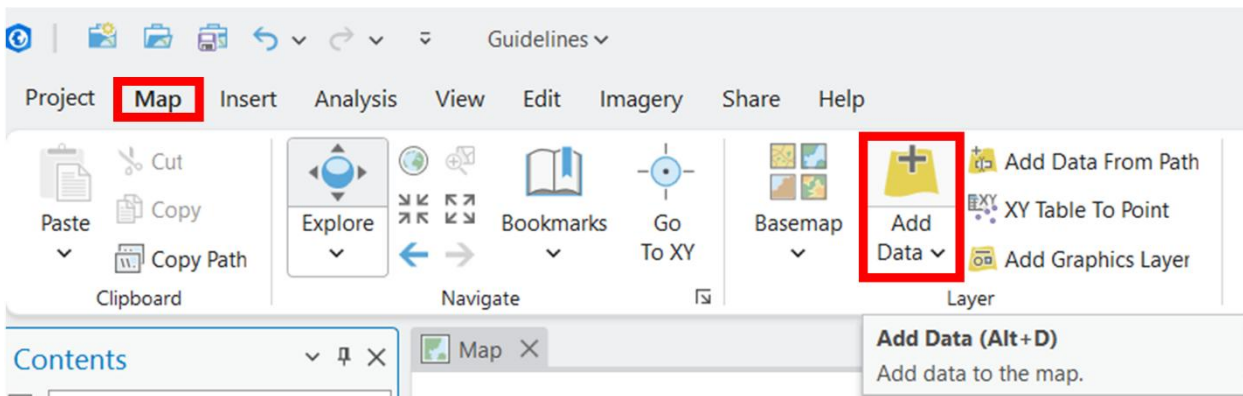 Guidelines
Project Map Insert Analysis View Edit Imagery Share Help
Paste
Cut
Copy
Copy Path
Clipboard
Explore
Bookmarks
Go
To XY
Navigate
Basemap
Add
Data
Add Data From Path
XY Table To Point
Add Graphics Layer
Layer
Contents
Map
Add Data (Alt+D)
Add data to the map.